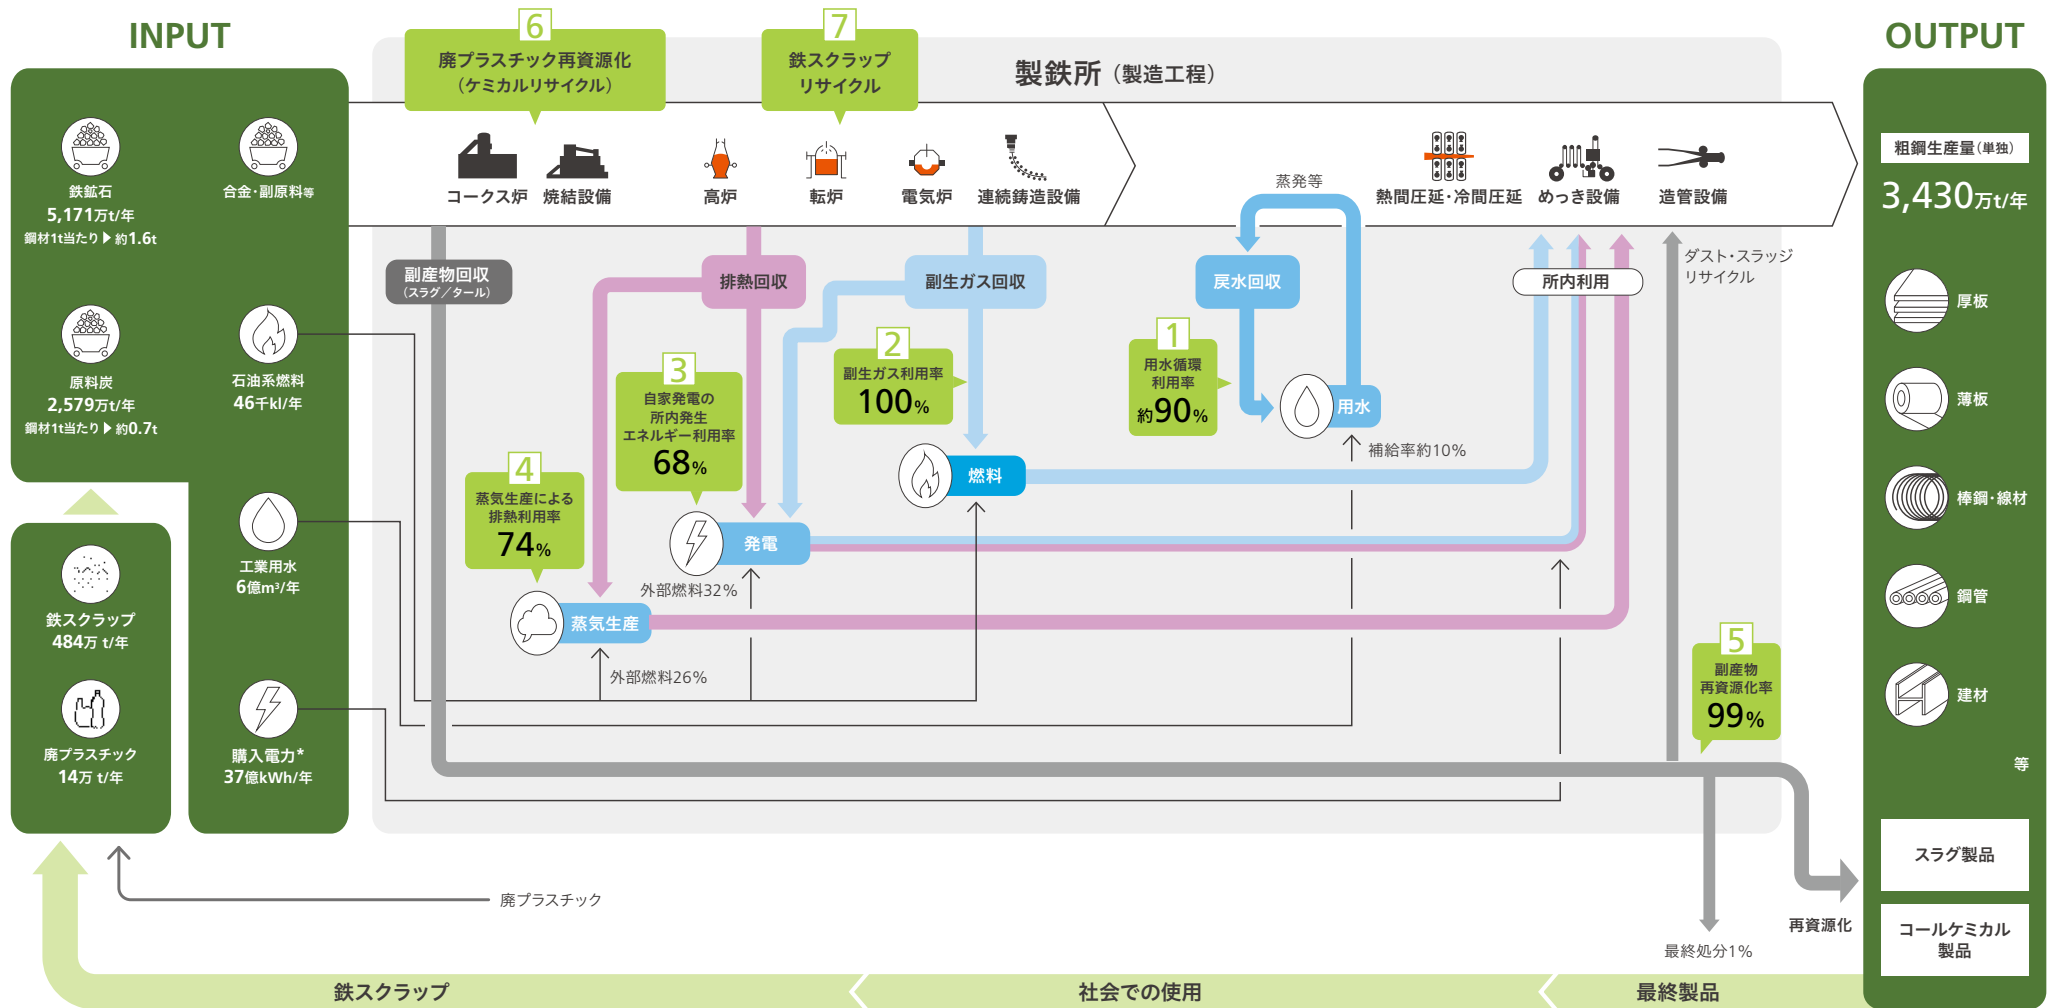 INPUT
鉄鉱石
5,171万t/年
鋼材1t当たり▶約1.6t
合金・副原料等
原料炭
2,579万t/年
鋼材1t当たり▶約0.7t
石油系燃料
46千kl/年
工業用水
6億m³/年
購入電力*
37億kWh/年
鉄スクラップ
484万 t/年
廃プラスチック
14万 t/年
6
廃プラスチック再資源化
(ケミカルリサイクル)
7
鉄スクラップ
リサイクル
製鉄所(製造工程)
コークス炉
焼結設備
高炉
転炉
電気炉
連続鋳造設備
蒸発等
熱間圧延・冷間圧延
めっき設備
造管設備
副産物回収
(スラグ/タール)
排熱回収
副生ガス回収
戻水回収
所内利用
ダスト・スラッジ
リサイクル
1
用水循環
利用率
約90%
用水
補給率約10%
2
副生ガス利用率
100%
燃料
3
自家発電の
所内発生
エネルギー利用率
68%
発電
外部燃料32%
4
蒸気生産による
排熱利用率
74%
蒸気生産
外部燃料26%
5
副産物
再資源化率
99%
最終処分1%
再資源化
OUTPUT
粗鋼生産量(単独)
3,430万t/年
厚板
薄板
棒鋼・線材
鋼管
建材
等
スラグ製品
コールケミカル
製品
廃プラスチック
鉄スクラップ
社会での使用
最終製品